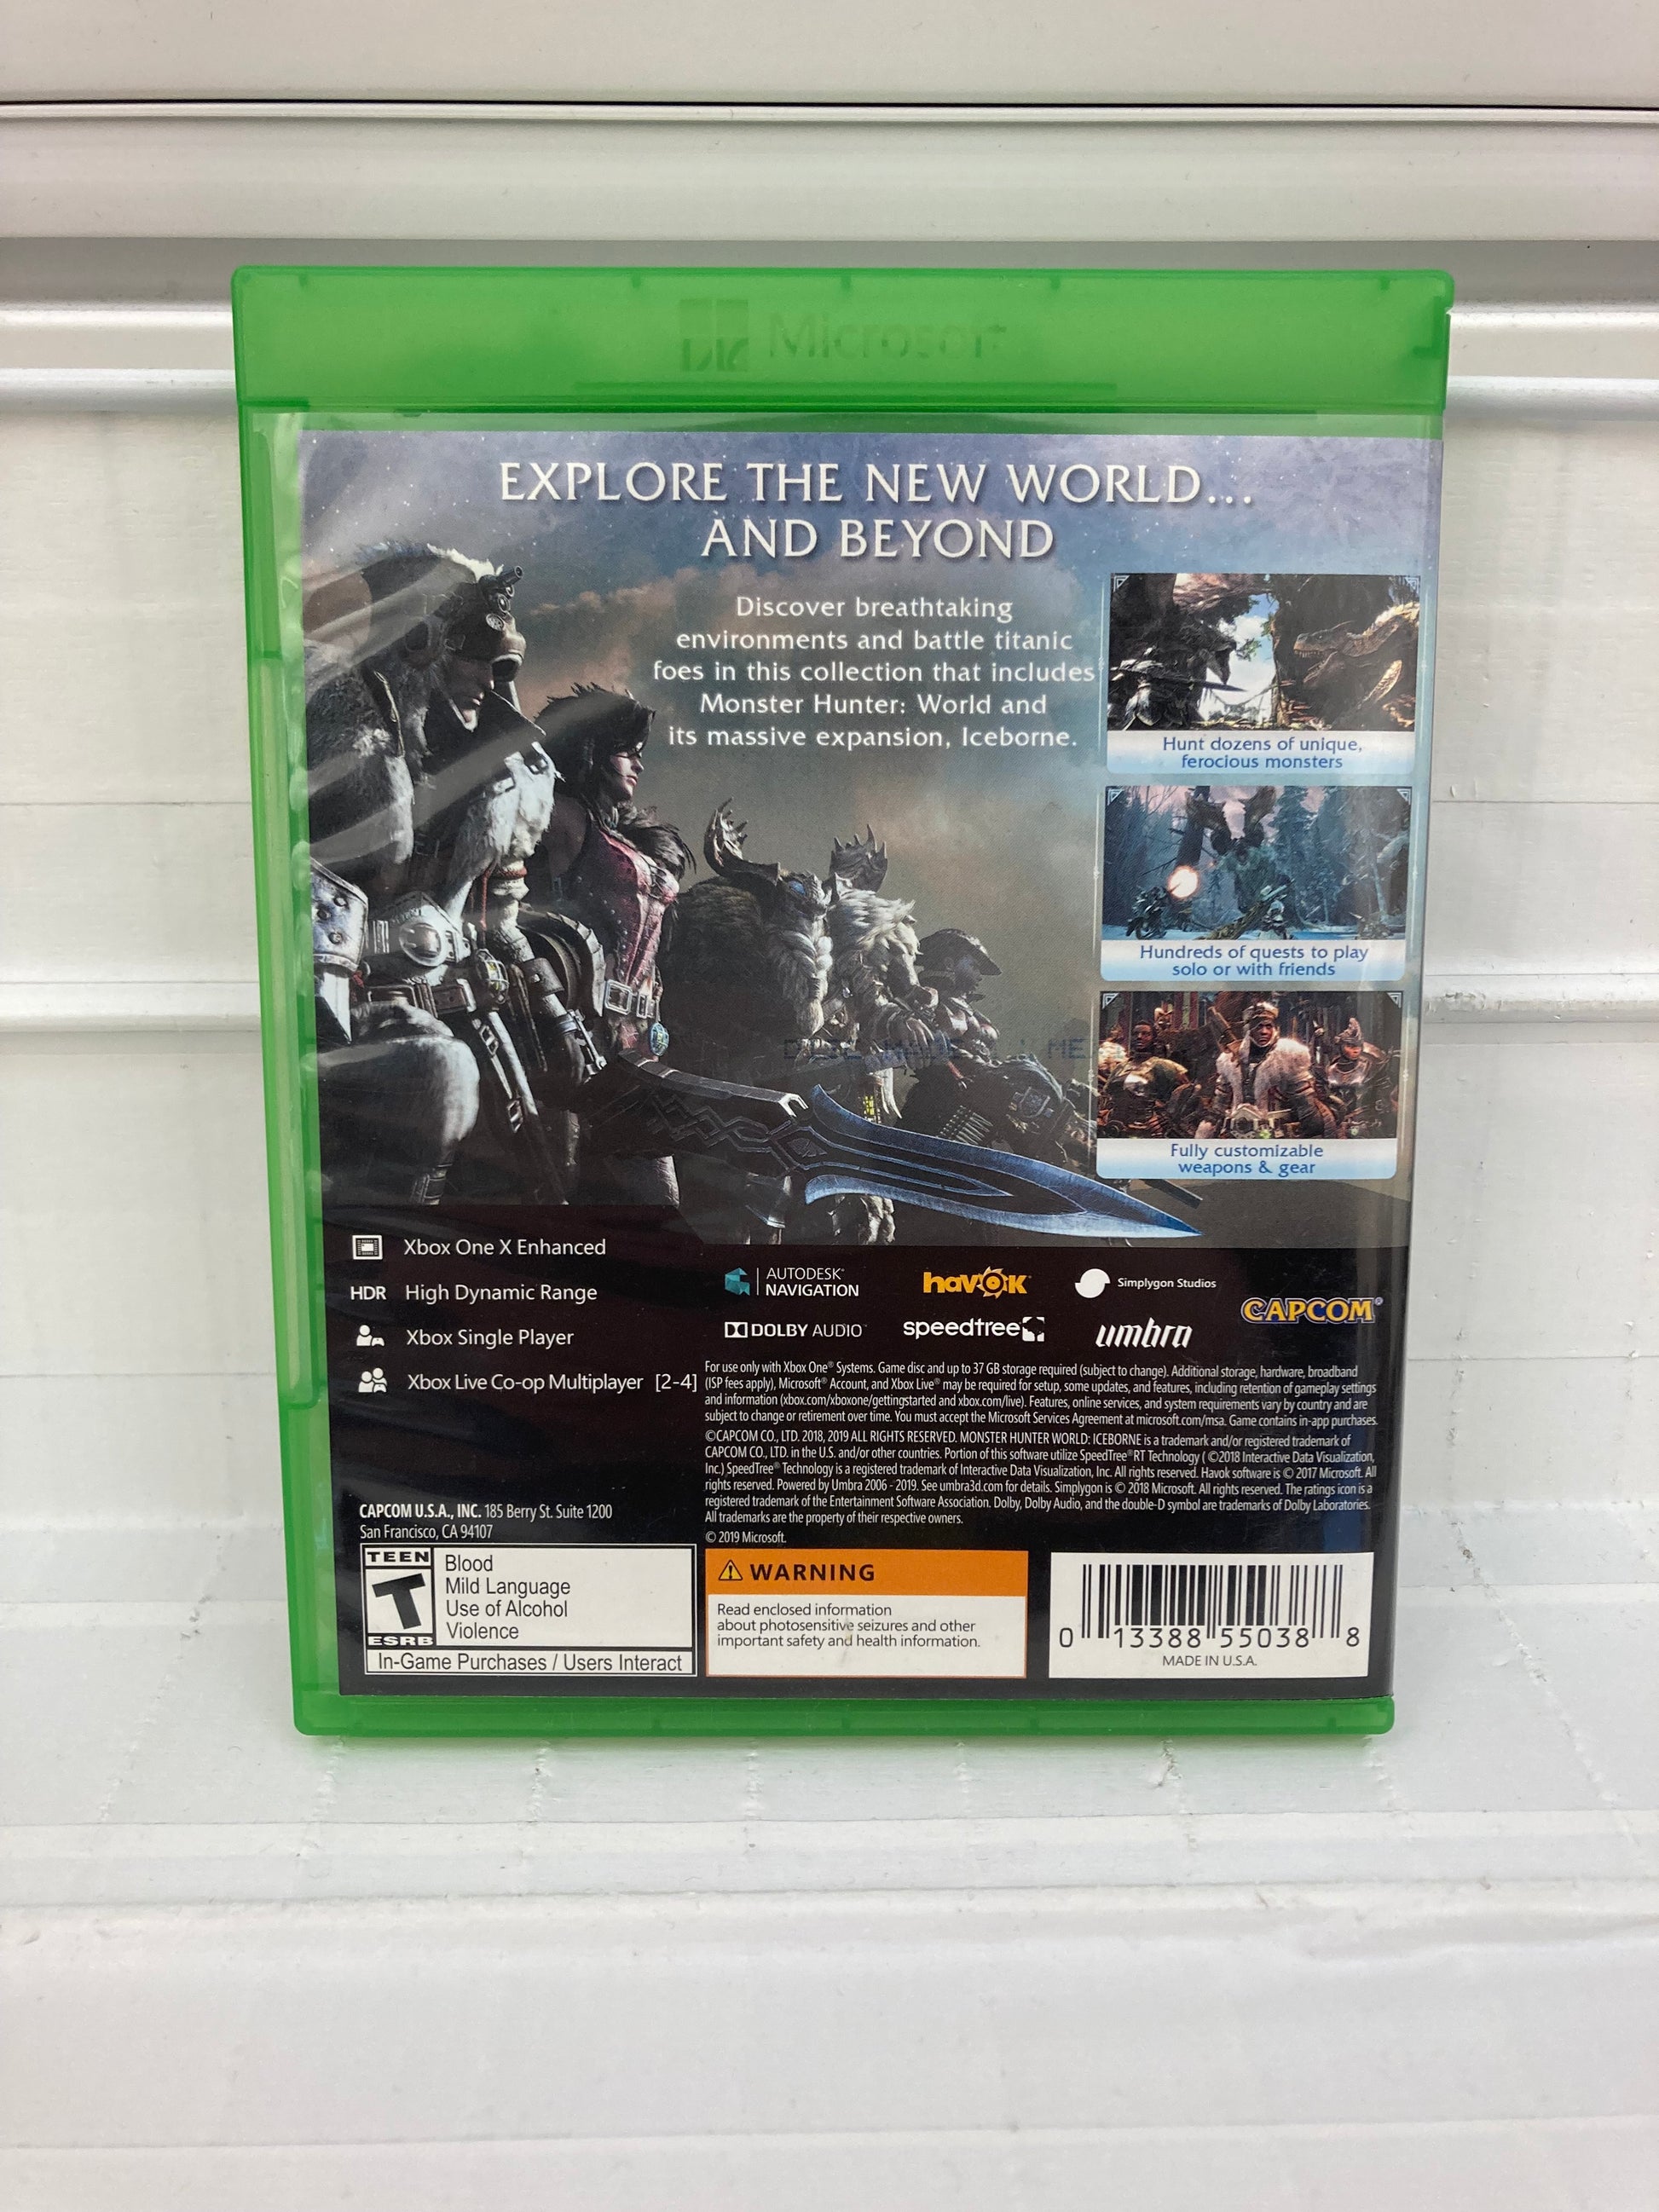 Microsoft
EXPLORE THE NEW WORLD...
AND BEYOND
Discover breathtaking
environments and battle titanic
foes in this collection that includes
Monster Hunter: World and
its massive expansion, Iceborne.
Hunt dozens of unique,
ferocious monsters
Hundreds of quests to play
solo or with friends
Fully customizable
weapons & gear
Xbox One X Enhanced
HDR High Dynamic Range
Xbox Single Player
Xbox Live Co-op Multiplayer [2-4]
AUTODESK®
NAVIGATION
havok
Simplygon Studios
DOLBY AUDIO™
speedtree
umbra
CAPCOM®
For use only with Xbox One® Systems. Game disc and up to 37 GB storage required (subject to change). Additional storage, hardware, broadband
(ISP fees apply), Microsoft® Account, and Xbox Live® may be required for setup, some updates, and features, including retention of gameplay settings
and information (xbox.com/xboxone/gettingstarted and xbox.com/live). Features, online services, and system requirements vary by country and are
subject to change or retirement over time. You must accept the Microsoft Services Agreement at microsoft.com/msa. Game contains in-app purchases.
©CAPCOM CO., LTD. 2018, 2019 ALL RIGHTS RESERVED. MONSTER HUNTER WORLD: ICEBORNE is a trademark and/or registered trademark of
CAPCOM CO., LTD. in the U.S. and/or other countries. Portion of this software utilize SpeedTree®RT Technology ( ©2018 Interactive Data Visualization,
Inc.) SpeedTree® Technology is a registered trademark of Interactive Data Visualization, Inc. All rights reserved. Havok software is © 2017 Microsoft. All
rights reserved. Powered by Umbra 2006 - 2019. See umbra3d.com for details. Simplygon is © 2018 Microsoft. All rights reserved. The ratings icon is a
registered trademark of the Entertainment Software Association. Dolby, Dolby Audio, and the double-D symbol are trademarks of Dolby Laboratories.
All trademarks are the property of their respective owners.
© 2019 Microsoft.
CAPCOM U.S.A., INC. 185 Berry St. Suite 1200
San Francisco, CA 94107
TEEN
T
ESRB
Blood
Mild Language
Use of Alcohol
Violence
In-Game Purchases / Users Interact
WARNING
Read enclosed information
about photosensitive seizures and other
important safety and health information.
0 13388 55038 8
MADE IN U.S.A.